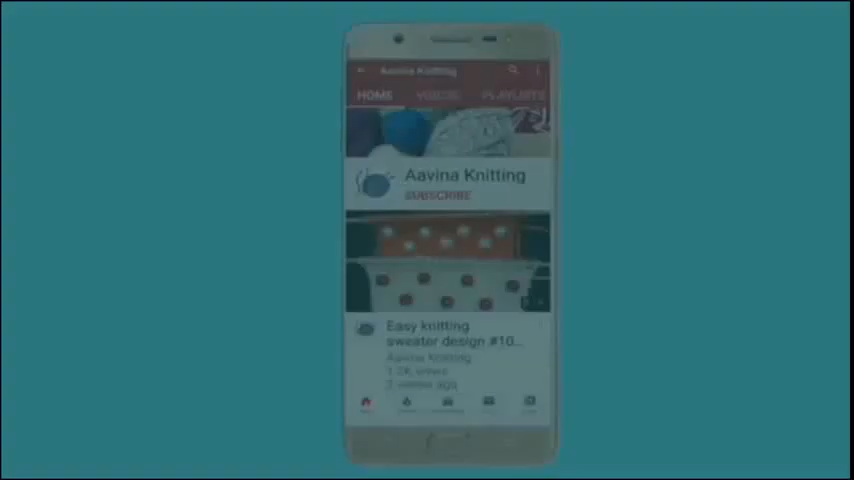 Aavina Knitting
HOME VIDEOS PLAYLISTS
Aavina Knitting
SUBSCRIBE
Easy knitting
sweater design #10...
Aavina Knitting